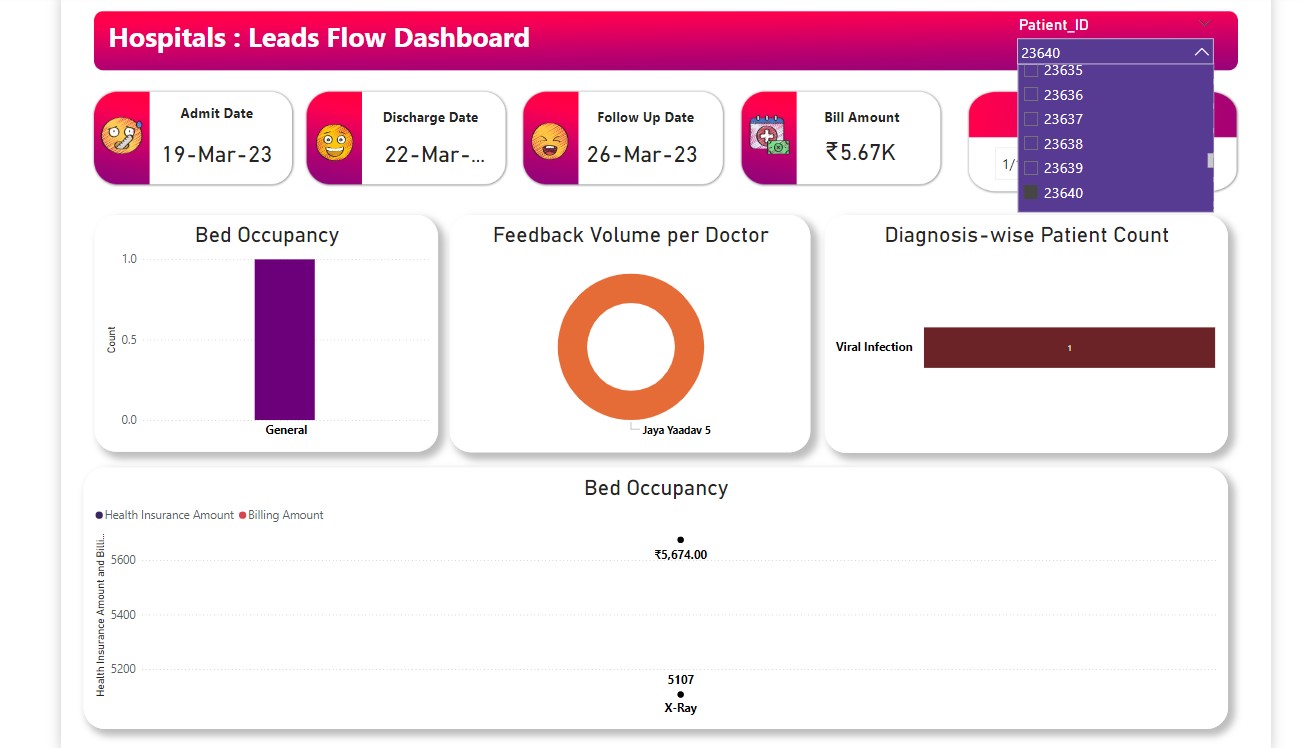 Hospitals : Leads Flow Dashboard
Patient_ID
23640
23635
23636
23637
23638
23639
23640
Admit Date
19-Mar-23
Discharge Date
22-Mar-...
Follow Up Date
26-Mar-23
Bill Amount
₹5.67K
1/
Bed Occupancy
1.0
0.5
0.0
Count
General
Feedback Volume per Doctor
Jaya Yaadav 5
Diagnosis-wise Patient Count
Viral Infection
1
Bed Occupancy
Health Insurance Amount
Billing Amount
Health Insurance Amount and Billi...
5600
5400
5200
₹5,674.00
5107
X-Ray